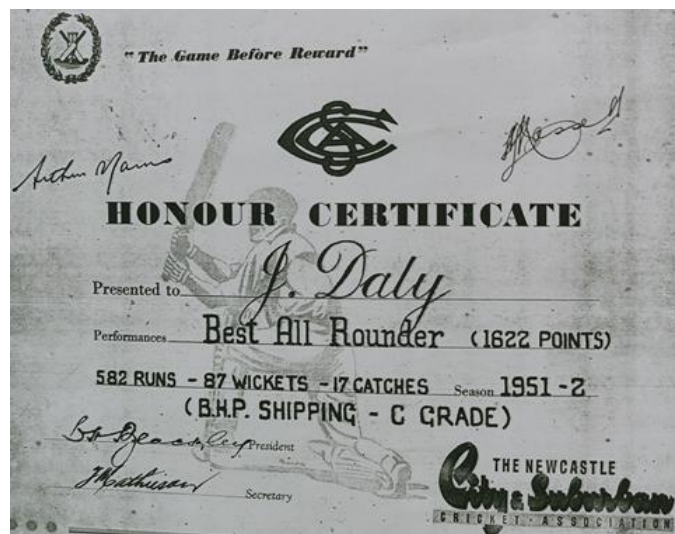 "The Game Before Reward"
Arthur Morris
HONOUR CERTIFICATE
Presented to J. Daly
Performances Best All Rounder (1622 POINTS)
582 RUNS - 87 WICKETS - 17 CATCHES Season 1951-2
(B.H.P. SHIPPING - C GRADE)
President
J Mathieson Secretary
THE NEWCASTLE
City & Suburban
CRICKET · ASSOCIATION